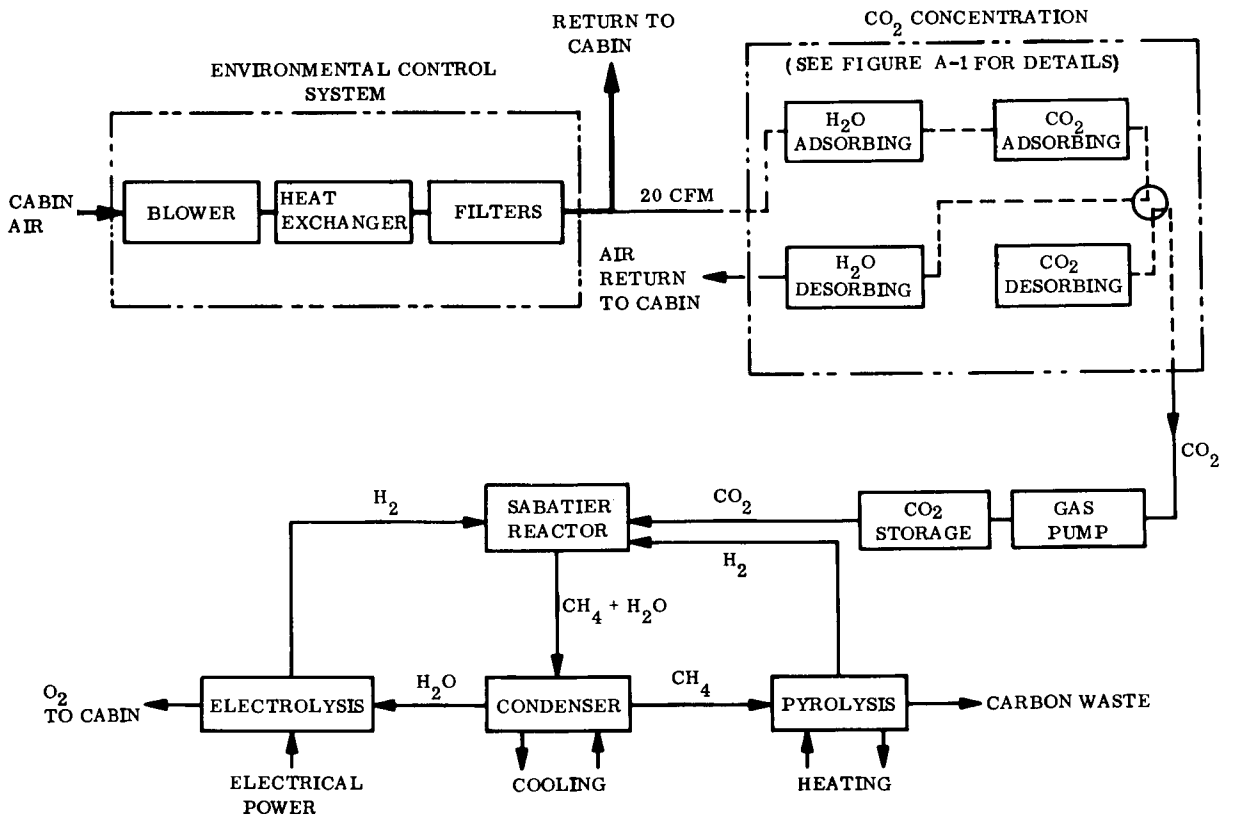 RETURN TO
CABIN
CO2 CONCENTRATION
(SEE FIGURE A-1 FOR DETAILS)
ENVIRONMENTAL CONTROL
SYSTEM
H2O
ADSORBING
CO2
ADSORBING
CABIN
AIR
BLOWER
HEAT
EXCHANGER
FILTERS
20 CFM
AIR
RETURN
TO CABIN
H2O
DESORBING
CO2
DESORBING
CO2
H2
SABATIER
REACTOR
CO2
H2
CO2
STORAGE
GAS
PUMP
CH4 + H2O
O2
TO CABIN
ELECTROLYSIS
H2O
CONDENSER
CH4
PYROLYSIS
CARBON WASTE
ELECTRICAL
POWER
COOLING
HEATING